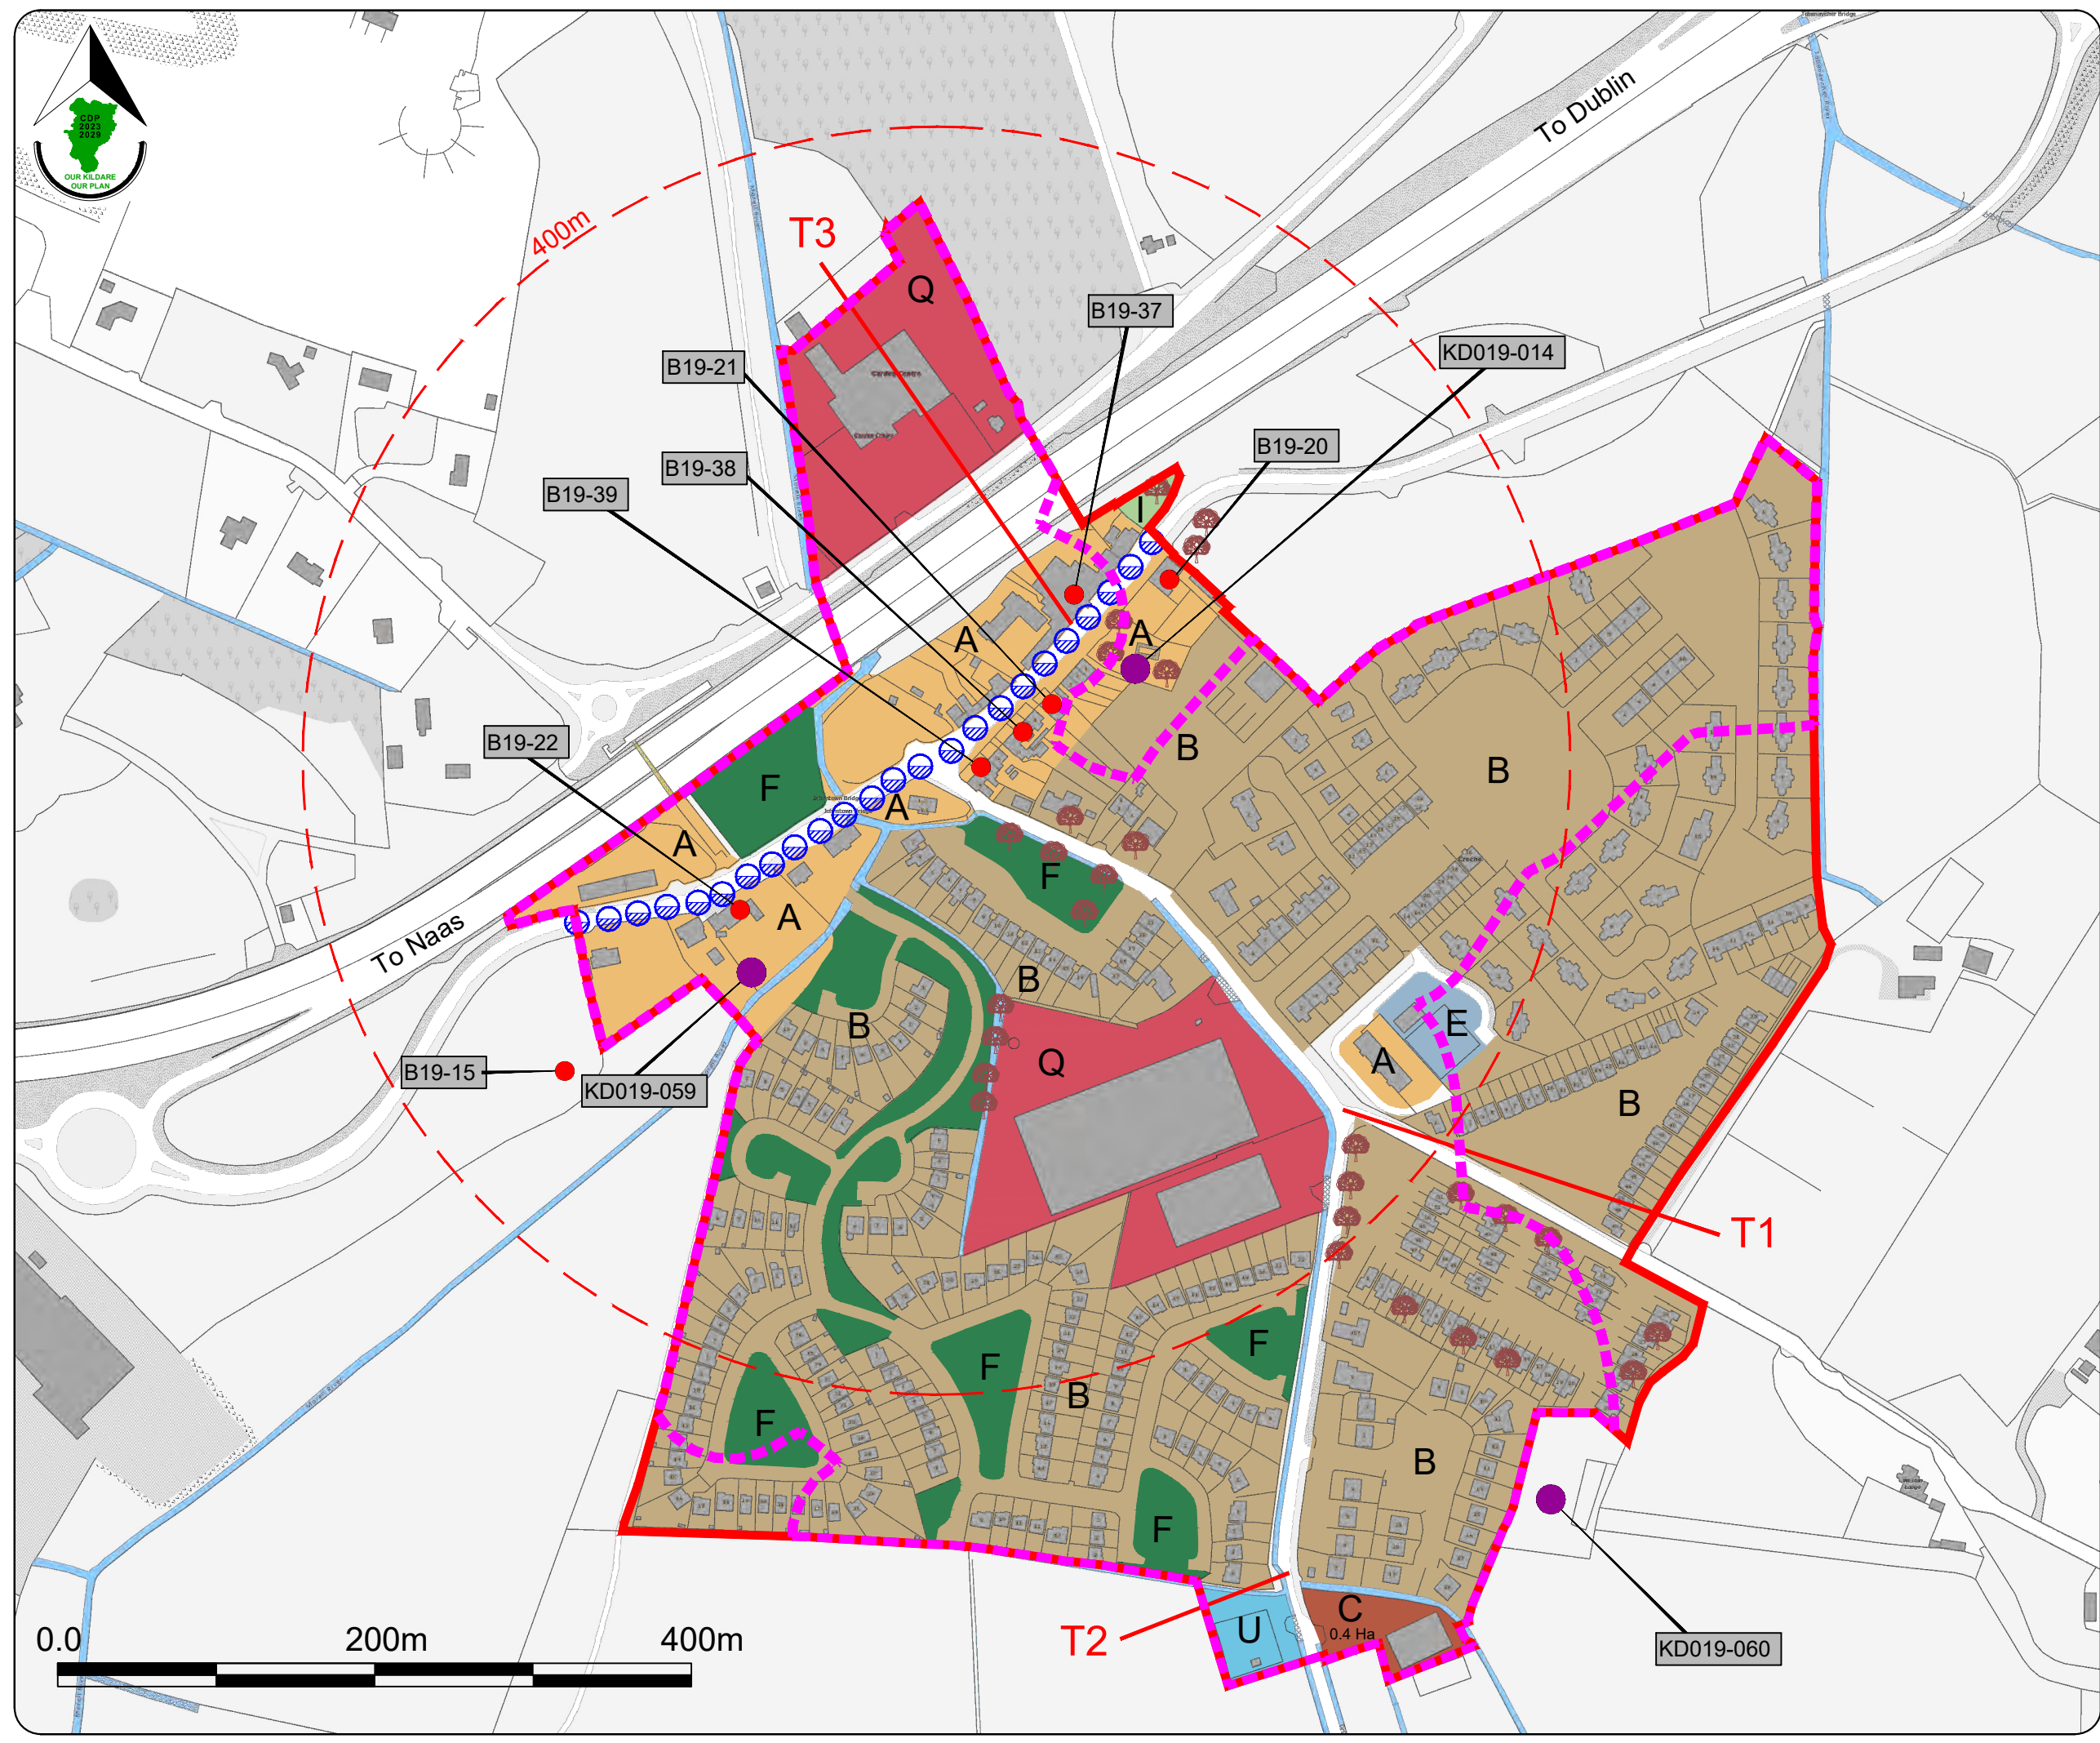 CDP
2023
2029
OUR KILDARE
OUR PLAN
To Dublin
400m
T3
Q
B19-37
B19-21
KD019-014
Garden Centre
B19-20
B19-38
B19-39
I
A
A
B
B
B19-22
F
A
A
F
A
To Naas
B
E
B
Q
A
B19-15
KD019-059
B
T1
F
F
B
F
B
F
C
0.4 Ha
U
T2
KD019-060
0.0
200m
400m